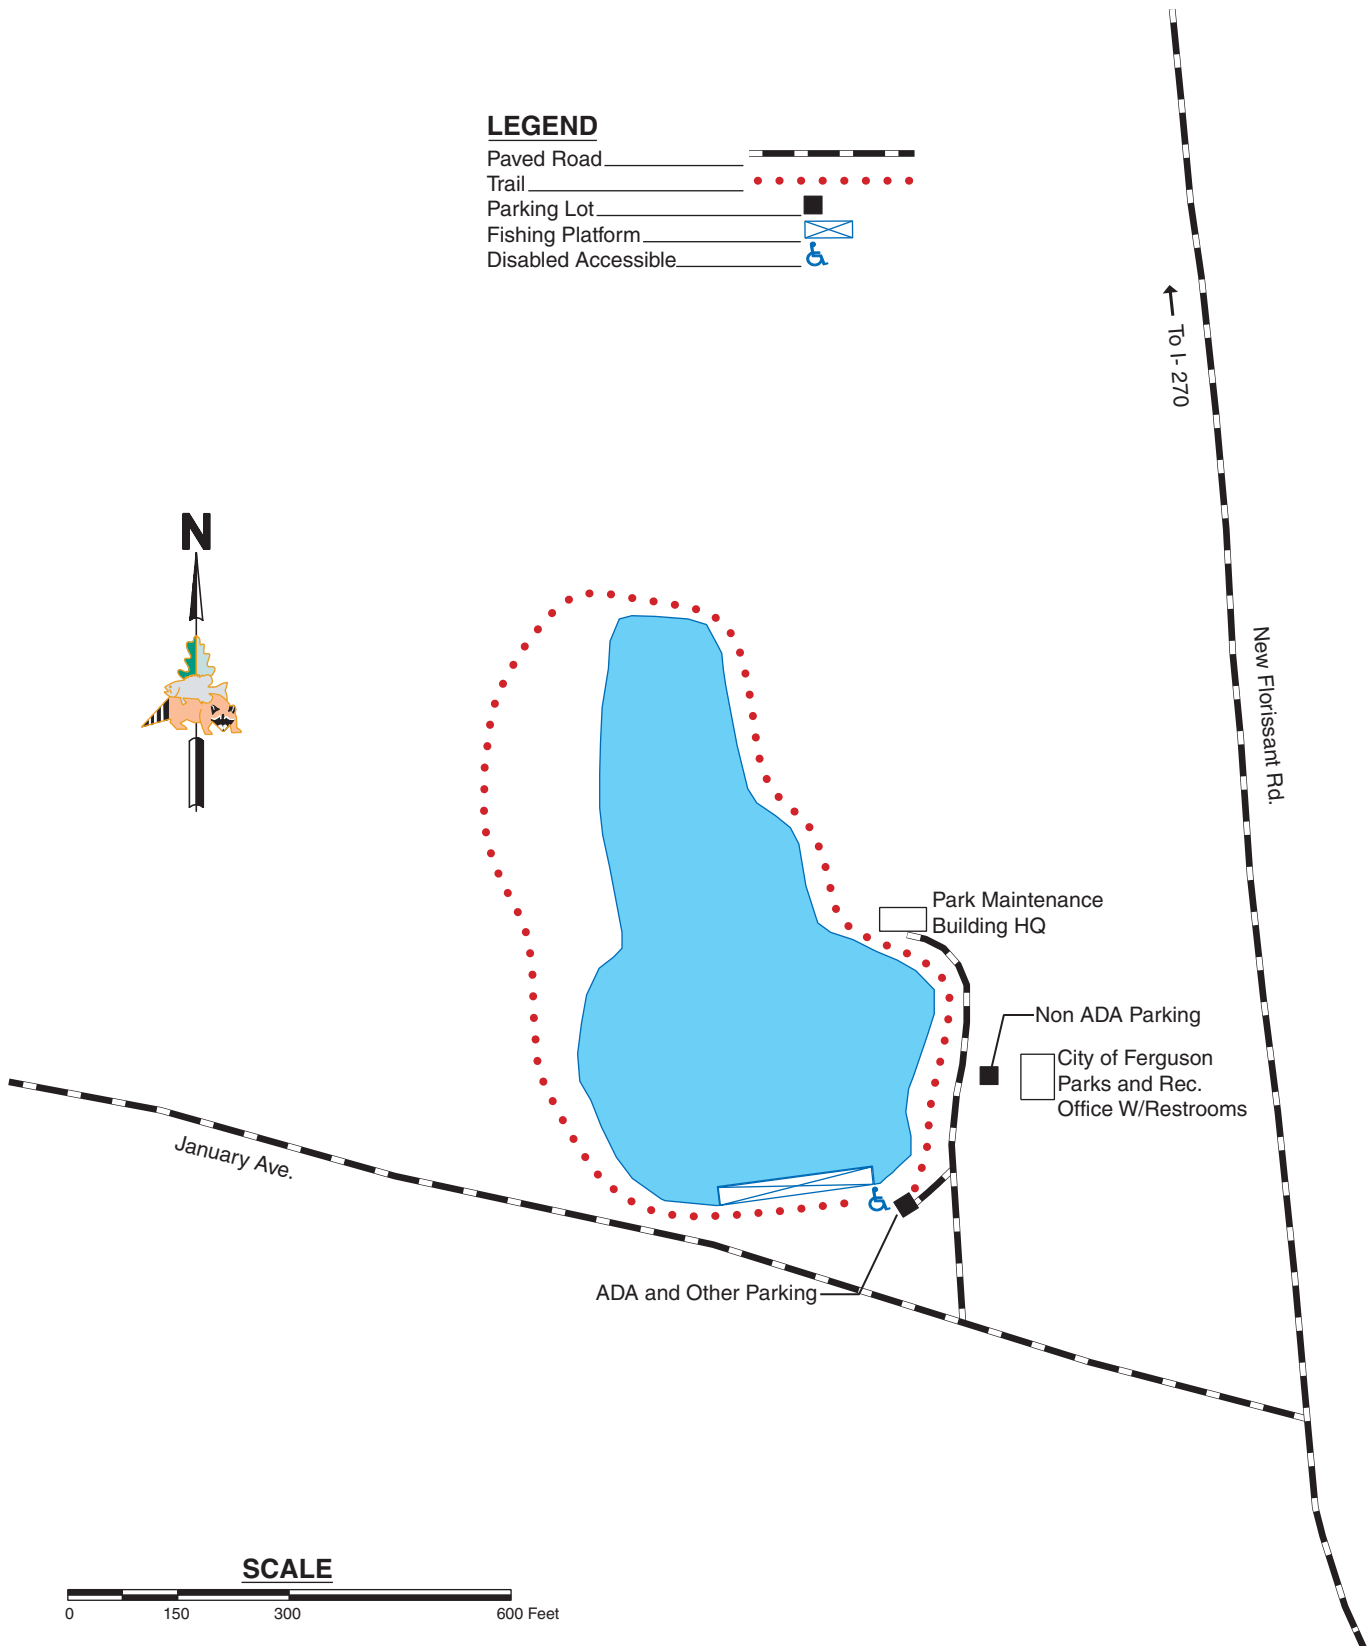 LEGEND
Paved Road
Trail
Parking Lot
Fishing Platform
Disabled Accessible
To I- 270
N
New Florissant Rd.
Park Maintenance
Building HQ
Non ADA Parking
City of Ferguson
Parks and Rec.
Office W/Restrooms
January Ave.
ADA and Other Parking
SCALE
0 150 300 600 Feet